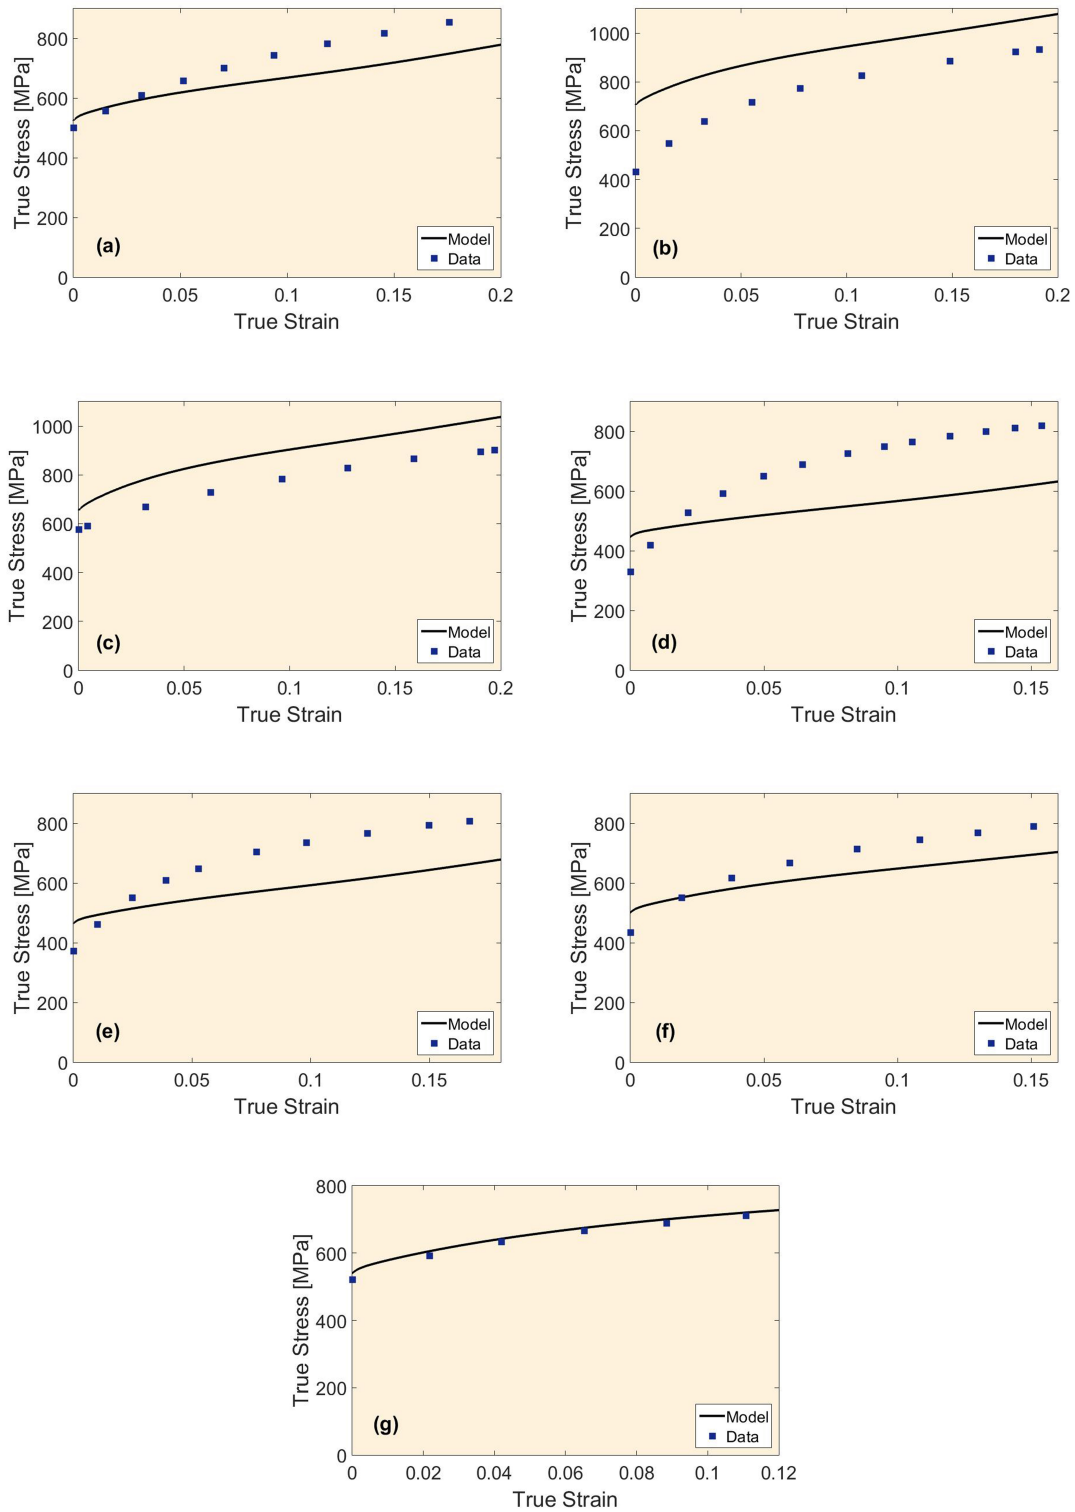 800
600
400
200
0
0 0.05 0.1 0.15 0.2
True Stress [MPa]
True Strain
(a)
Model
Data
1000
800
600
400
200
0
0 0.05 0.1 0.15 0.2
True Stress [MPa]
True Strain
(b)
Model
Data
1000
800
600
400
200
0
0 0.05 0.1 0.15 0.2
True Stress [MPa]
True Strain
(c)
Model
Data
800
600
400
200
0
0 0.05 0.1 0.15
True Stress [MPa]
True Strain
(d)
Model
Data
800
600
400
200
0
0 0.05 0.1 0.15
True Stress [MPa]
True Strain
(e)
Model
Data
800
600
400
200
0
0 0.05 0.1 0.15
True Stress [MPa]
True Strain
(f)
Model
Data
800
600
400
200
0
0 0.02 0.04 0.06 0.08 0.1 0.12
True Stress [MPa]
True Strain
(g)
Model
Data